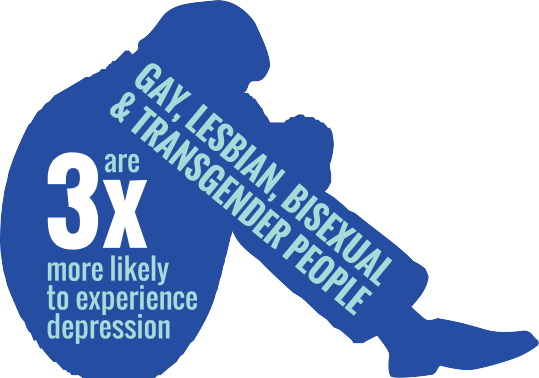 GAY, LESBIAN, BISEXUAL
& TRANSGENDER PEOPLE
are
3x
more likely
to experience
depression